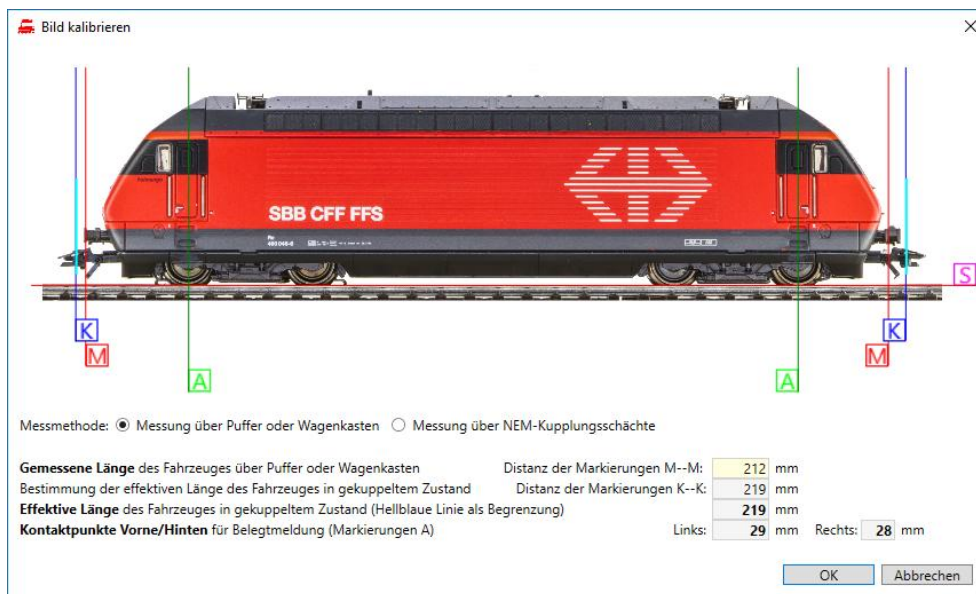 Bild kalibrieren
SBB CFF FFS
S
K
K
M
M
A
A
Messmethode: Messung über Puffer oder Wagenkasten Messung über NEM-Kupplungsschächte
Gemessene Länge des Fahrzeuges über Puffer oder Wagenkasten Distanz der Markierungen M--M: 212 mm
Bestimmung der effektiven Länge des Fahrzeuges in gekuppeltem Zustand Distanz der Markierungen K--K: 219 mm
Effektive Länge des Fahrzeuges in gekuppeltem Zustand (Hellblaue Linie als Begrenzung) 219 mm
Kontaktpunkte Vorne/Hinten für Belegtmeldung (Markierungen A) Links: 29 mm Rechts: 28 mm
OK Abbrechen